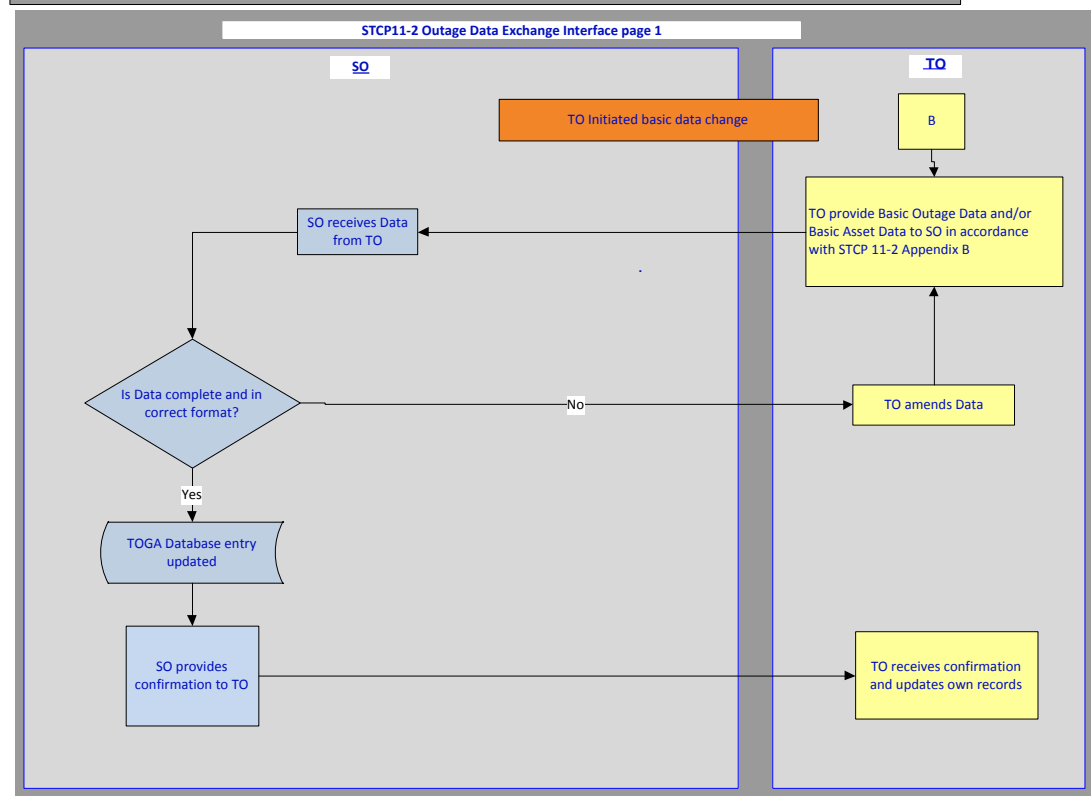 STCP11-2 Outage Data Exchange Interface page 1
SO
TO
TO Initiated basic data change
B
TO provide Basic Outage Data and/or
Basic Asset Data to SO in accordance
with STCP 11-2 Appendix B
SO receives Data
from TO
Is Data complete and in
correct format?
No
TO amends Data
Yes
TOGA Database entry
updated
SO provides
confirmation to TO
TO receives confirmation
and updates own records